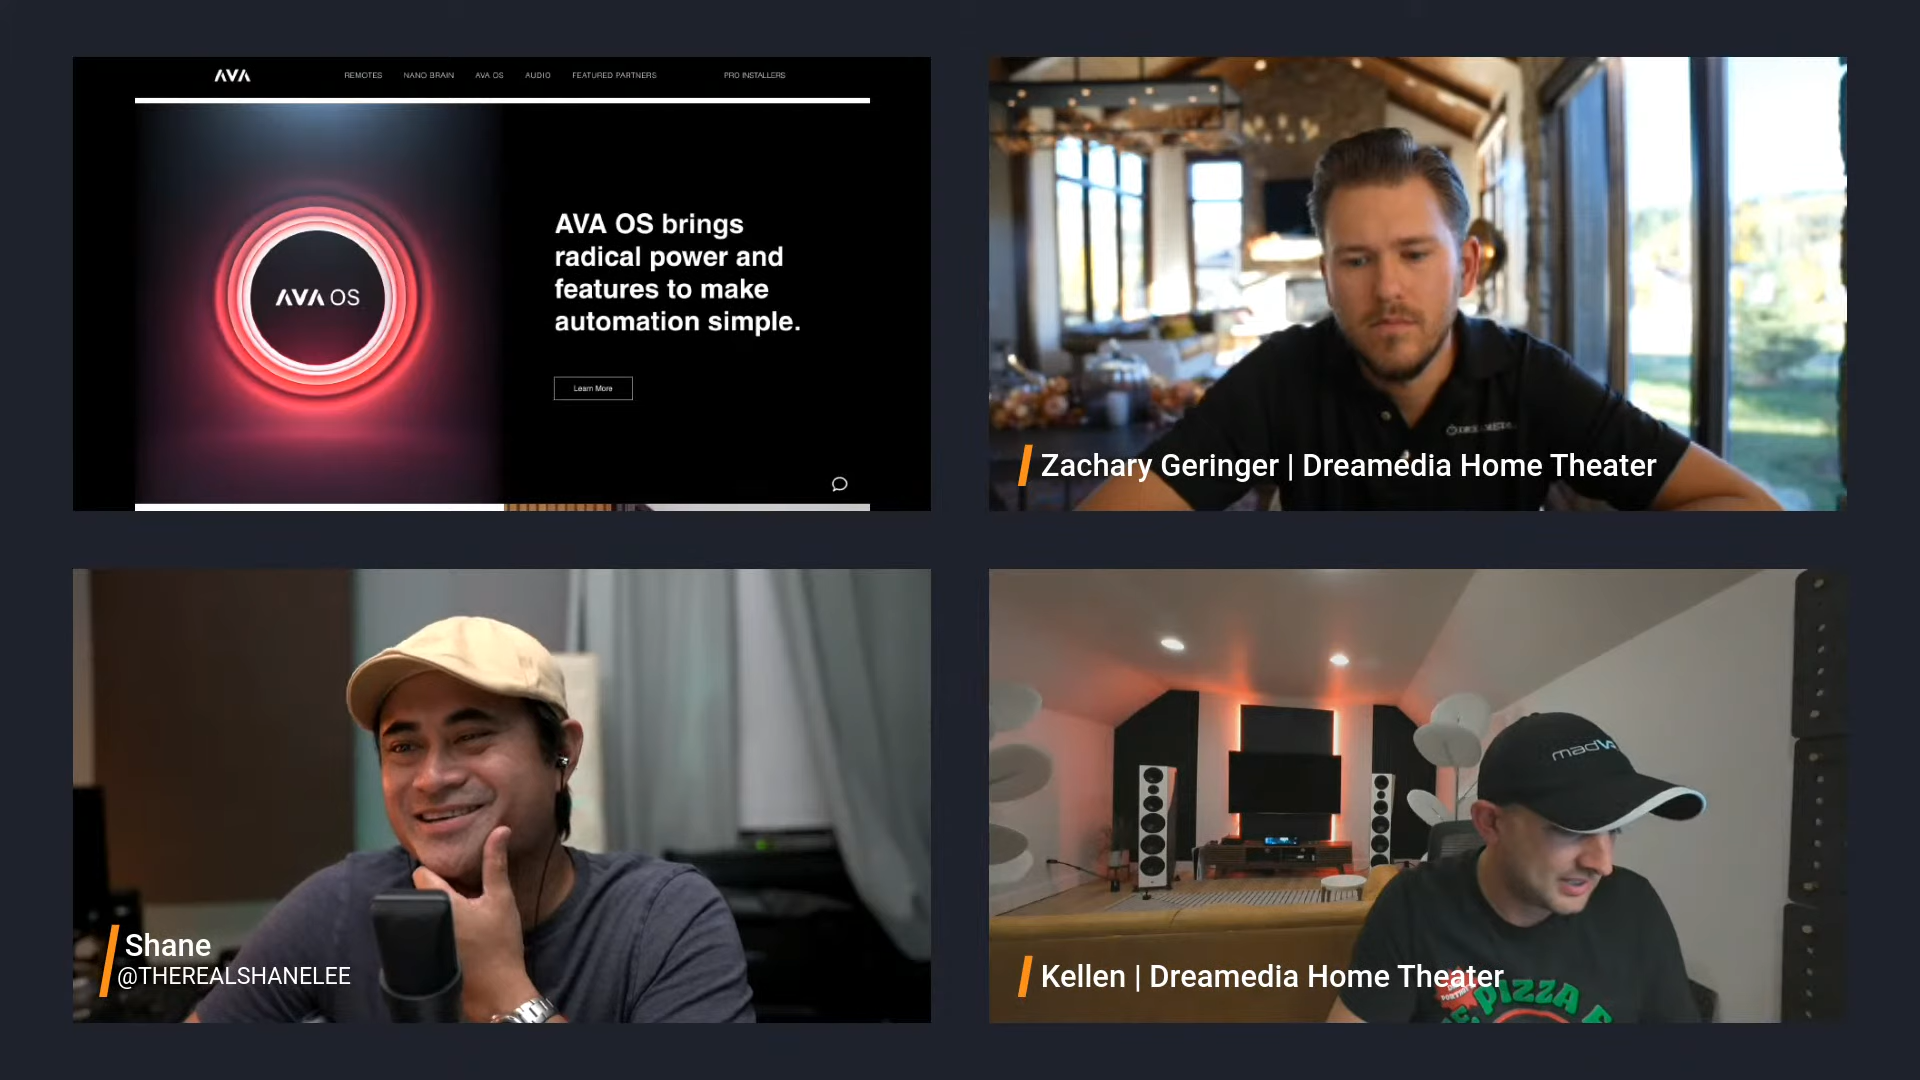 AVA
REMOTES NANO BRAIN AVA OS AUDIO FEATURED PARTNERS PRO INSTALLERS
AVA OS
AVA OS brings
radical power and
features to make
automation simple.
Learn More
Zachary Geringer | Dreamedia Home Theater
Shane
@THEREALSHANELEE
Kellen | Dreamedia Home Theater
PIZZA